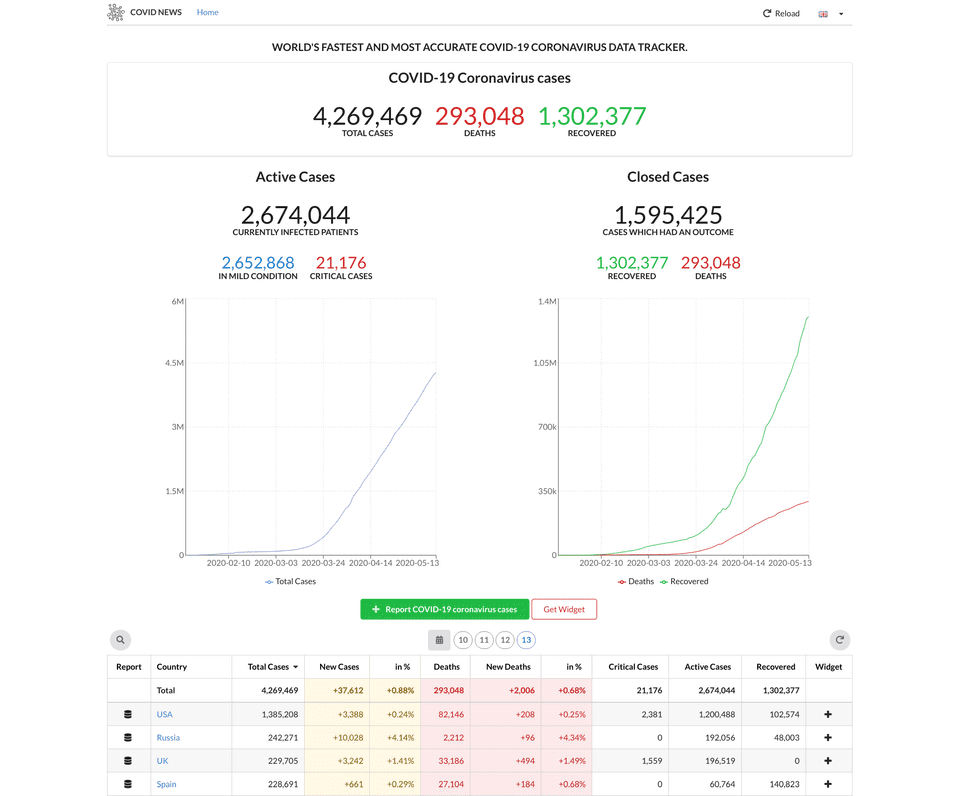 COVID NEWS Home Reload
WORLD'S FASTEST AND MOST ACCURATE COVID-19 CORONAVIRUS DATA TRACKER.
COVID-19 Coronavirus cases
4,269,469 293,048 1,302,377
TOTAL CASES DEATHS RECOVERED
Active Cases Closed Cases
2,674,044 1,595,425
CURRENTLY INFECTED PATIENTS CASES WHICH HAD AN OUTCOME
2,652,868 21,176 1,302,377 293,048
IN MILD CONDITION CRITICAL CASES RECOVERED DEATHS
6M 1.4M
4.5M 1.05M
3M 700k
1.5M 350k
0 0
2020-02-10 2020-03-03 2020-03-24 2020-04-14 2020-05-13 2020-02-10 2020-03-03 2020-03-24 2020-04-14 2020-05-13
Total Cases Deaths Recovered
+ Report COVID-19 coronavirus cases Get Widget
10 11 12 13
Report Country Total Cases New Cases in % Deaths New Deaths in % Critical Cases Active Cases Recovered Widget
Total 4,269,469 +37,612 +0.88% 293,048 +2,006 +0.68% 21,176 2,674,044 1,302,377
USA 1,385,208 +3,388 +0.24% 82,146 +208 +0.25% 2,381 1,200,488 102,574 +
Russia 242,271 +10,028 +4.14% 2,212 +96 +4.34% 0 192,056 48,003 +
UK 229,705 +3,242 +1.41% 33,186 +494 +1.49% 1,559 196,519 0 +
Spain 228,691 +661 +0.29% 27,104 +184 +0.68% 0 60,764 140,823 +